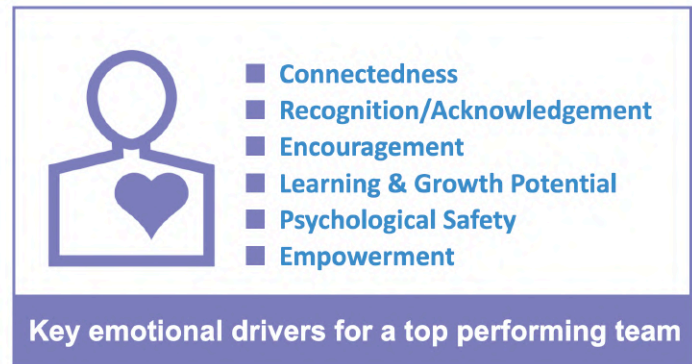 Connectedness
Recognition/Acknowledgement
Encouragement
Learning & Growth Potential
Psychological Safety
Empowerment
Key emotional drivers for a top performing team